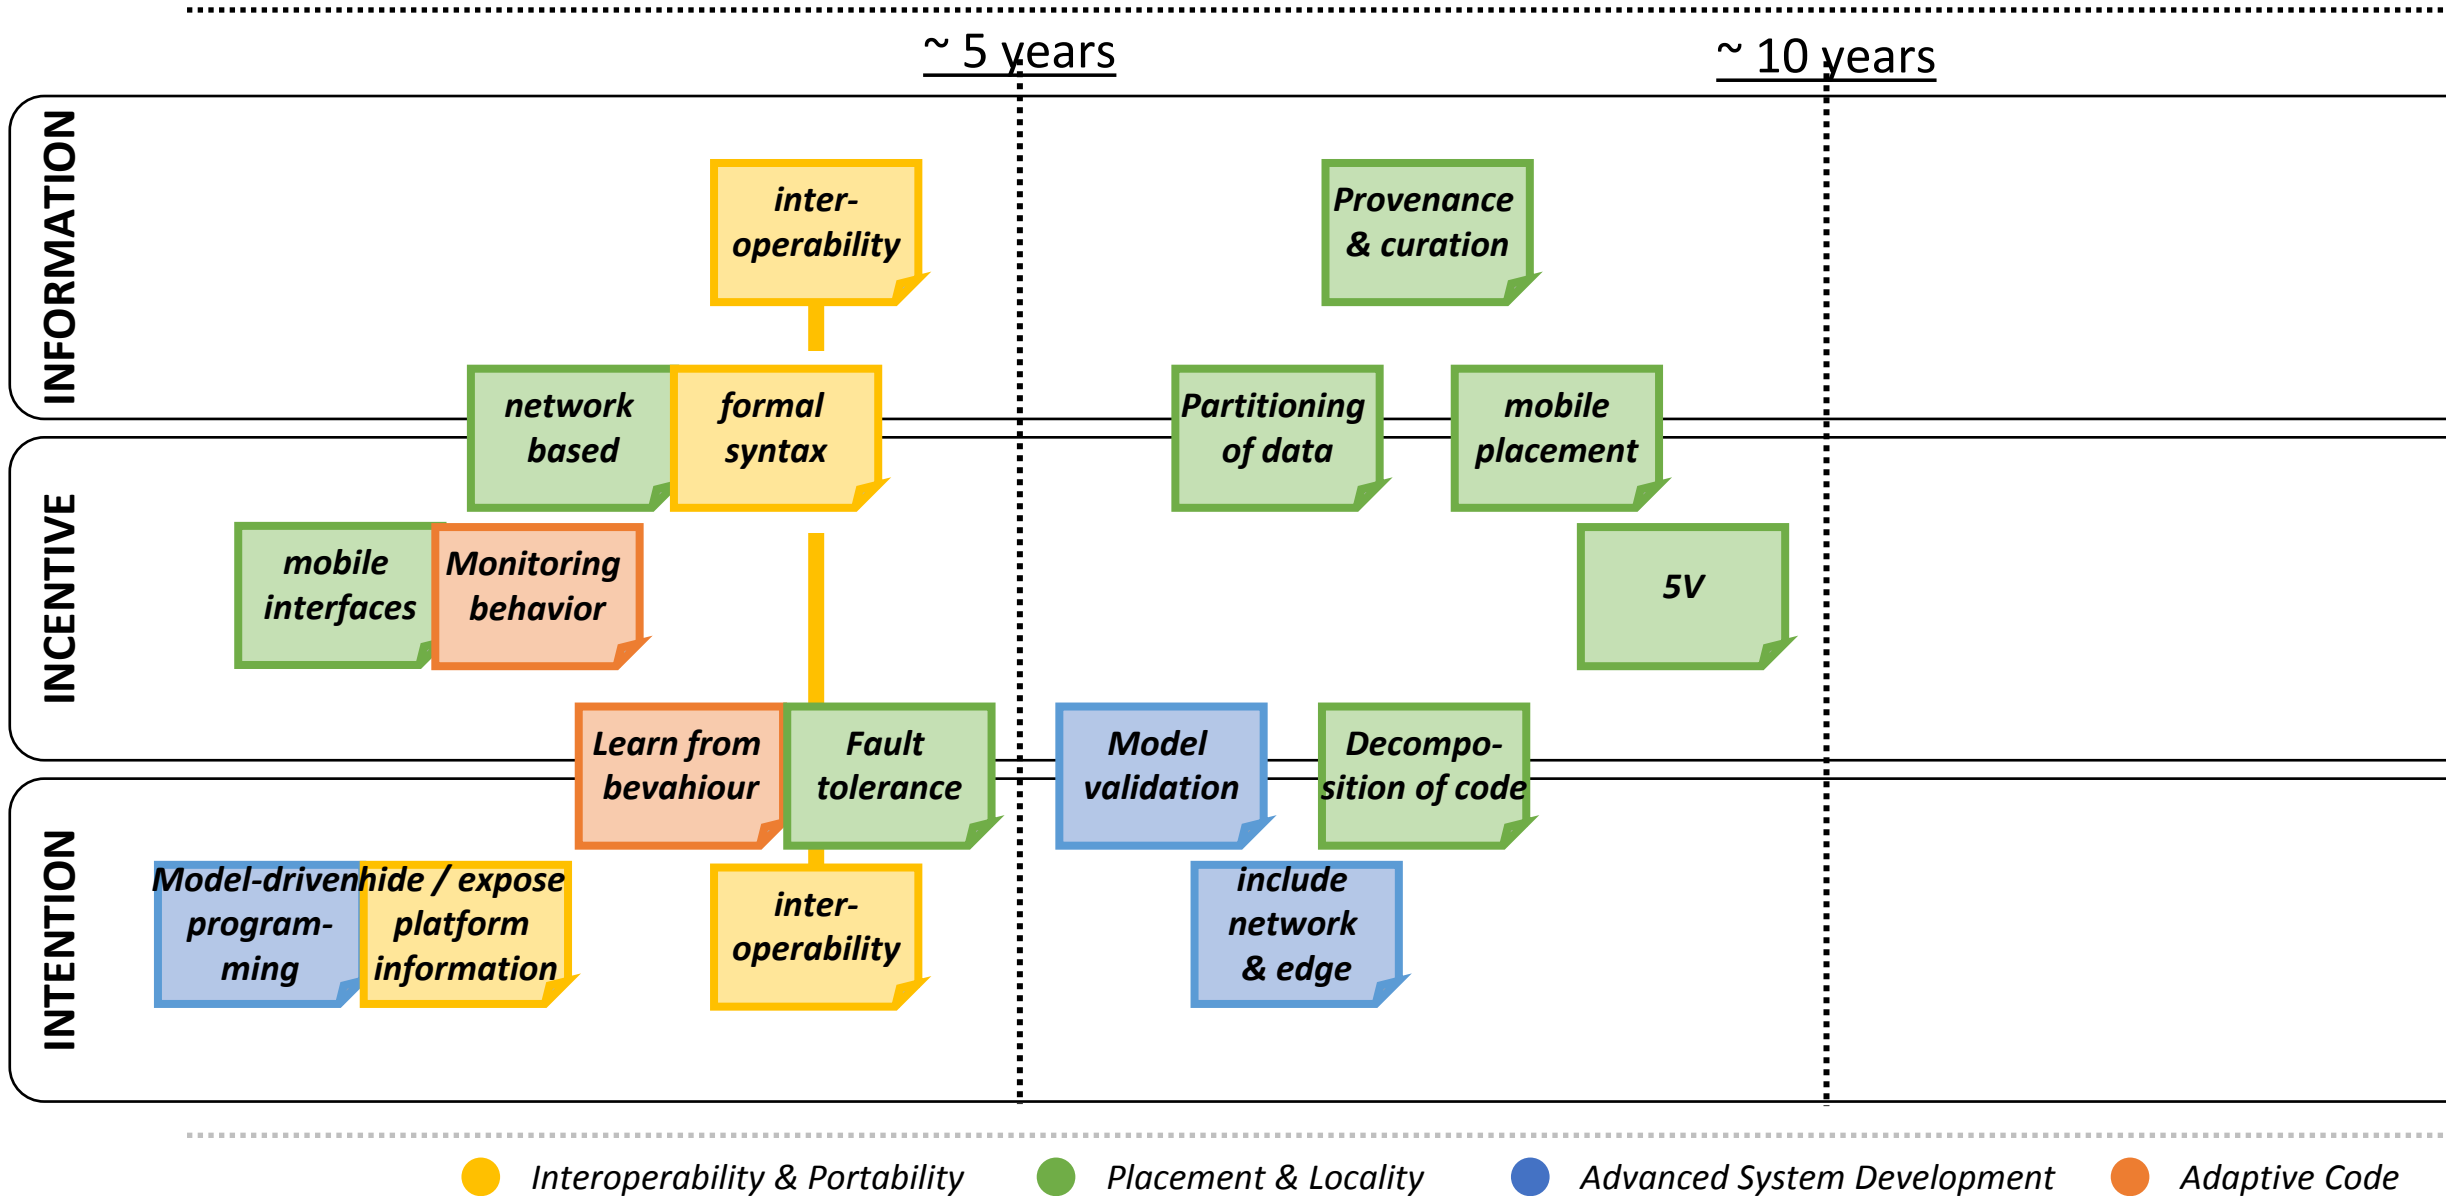 ~ 5 years
~ 10 years
INFORMATION
inter-
operability
Provenance
& curation
network
based
formal
syntax
Partitioning
of data
mobile
placement
INCENTIVE
mobile
interfaces
Monitoring
behavior
5V
Learn from
bevahiour
Fault
tolerance
Model
validation
Decompo-
sition of code
INTENTION
Model-driven
program-
ming
hide / expose
platform
information
inter-
operability
include
network
& edge
Interoperability & Portability
Placement & Locality
Advanced System Development
Adaptive Code